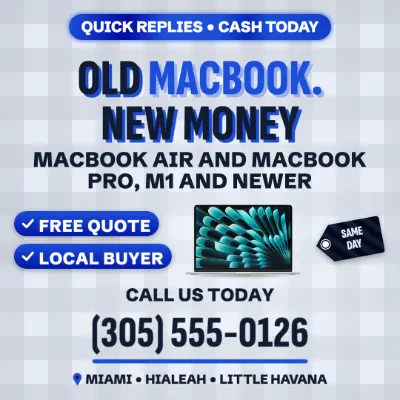 QUICK REPLIES • CASH TODAY
OLD MACBOOK.
NEW MONEY
MACBOOK AIR AND MACBOOK
PRO, M1 AND NEWER
FREE QUOTE
LOCAL BUYER
SAME
DAY
CALL US TODAY
(305) 555-0126
MIAMI • HIALEAH • LITTLE HAVANA